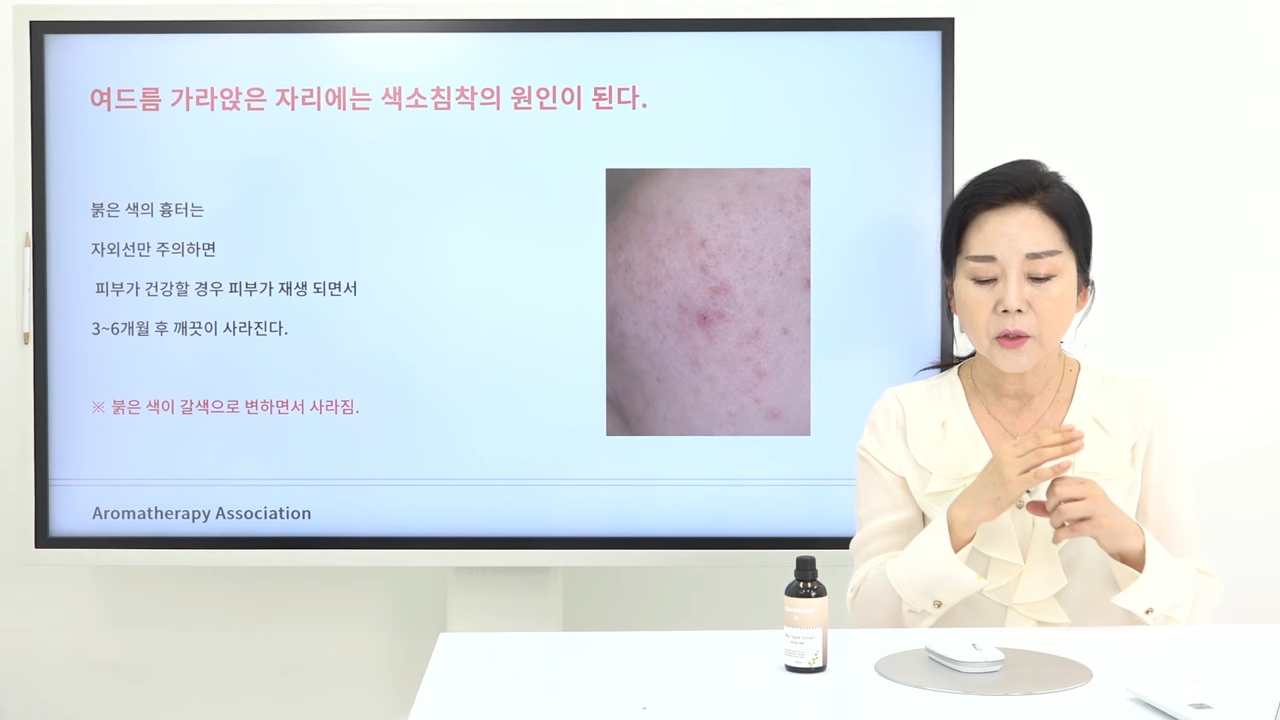 여드름 가라앉은 자리에는 색소침착의 원인이 된다.
붉은 색의 흉터는
자외선만 주의하면
피부가 건강할 경우 피부가 재생 되면서
3~6개월 후 깨끗이 사라진다.
※ 붉은 색이 갈색으로 변하면서 사라짐.
Aromatherapy Association